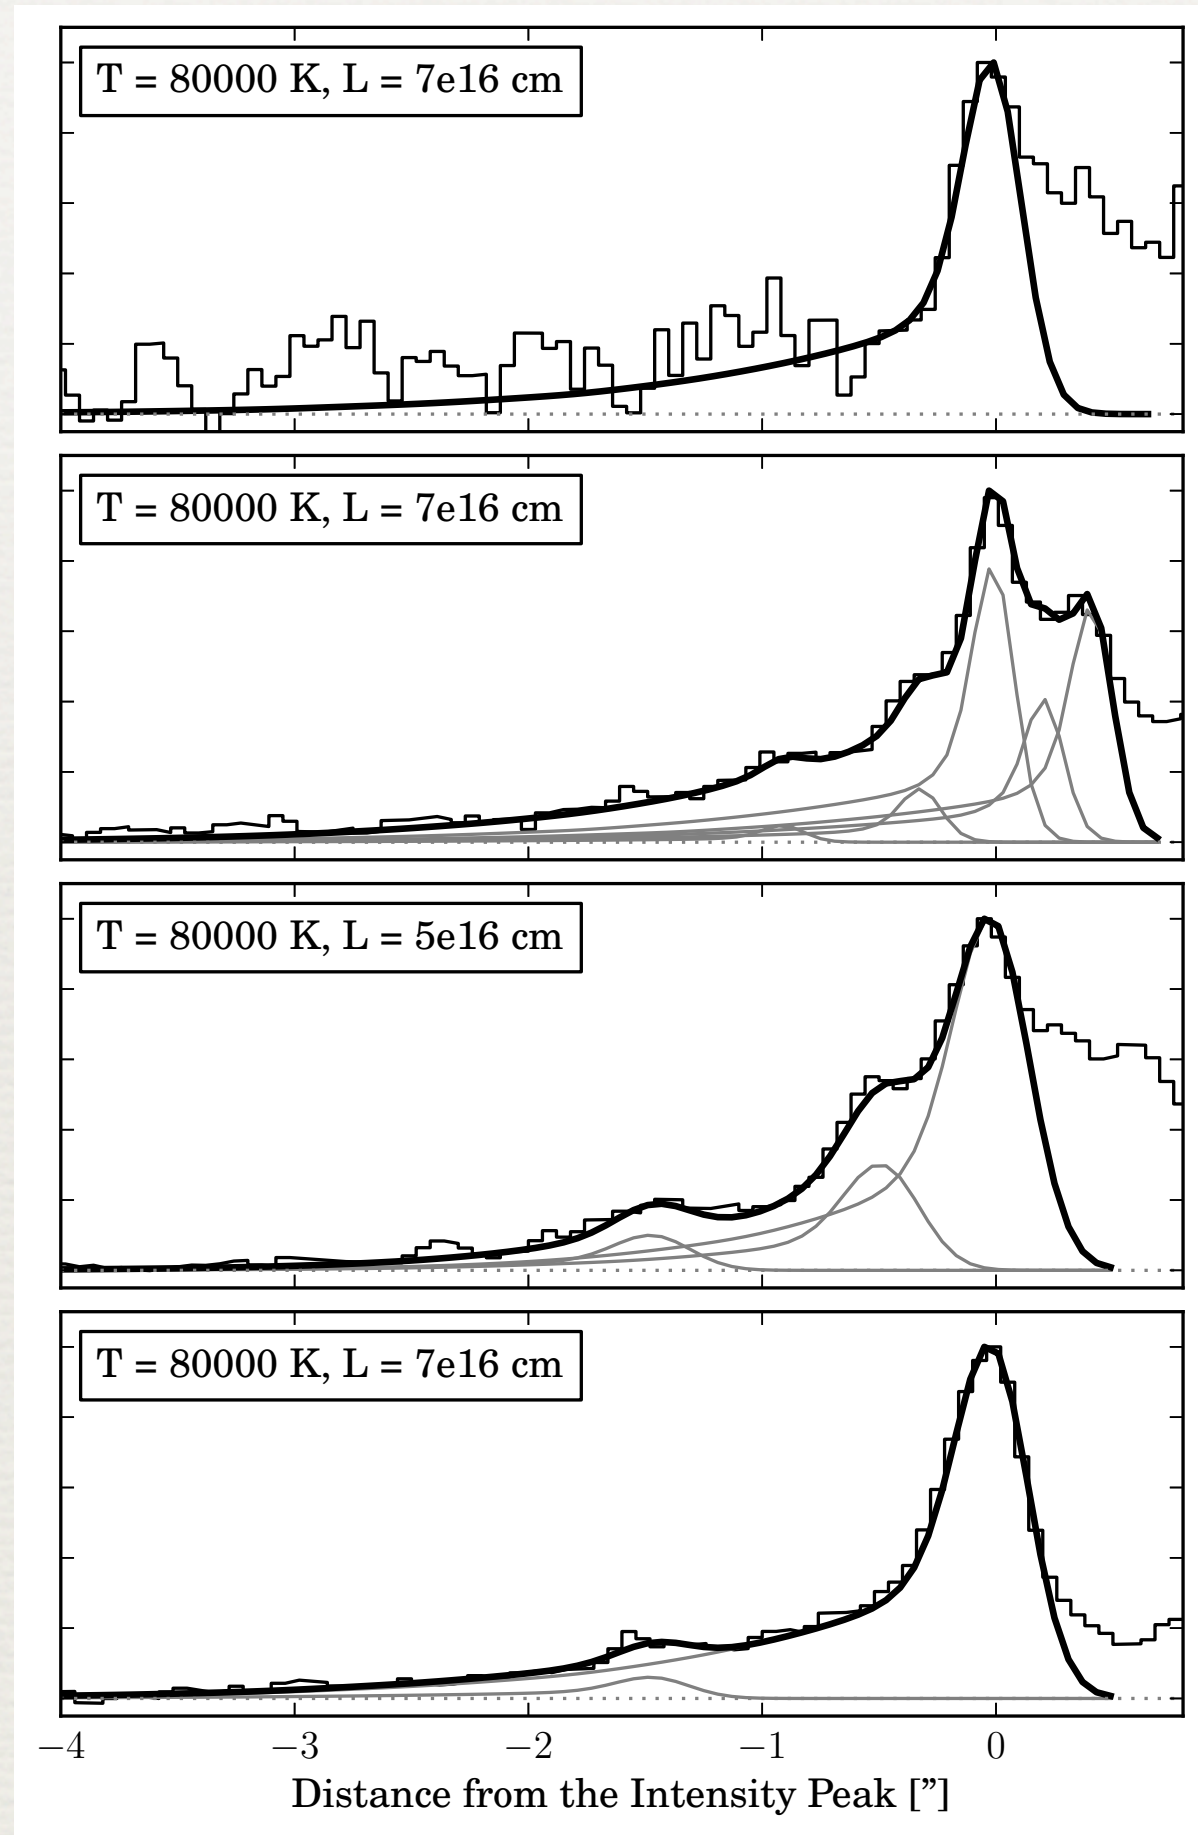 T = 80000 K, L = 7e16 cm
T = 80000 K, L = 7e16 cm
T = 80000 K, L = 5e16 cm
T = 80000 K, L = 7e16 cm
−4 −3 −2 −1 0
Distance from the Intensity Peak [”]